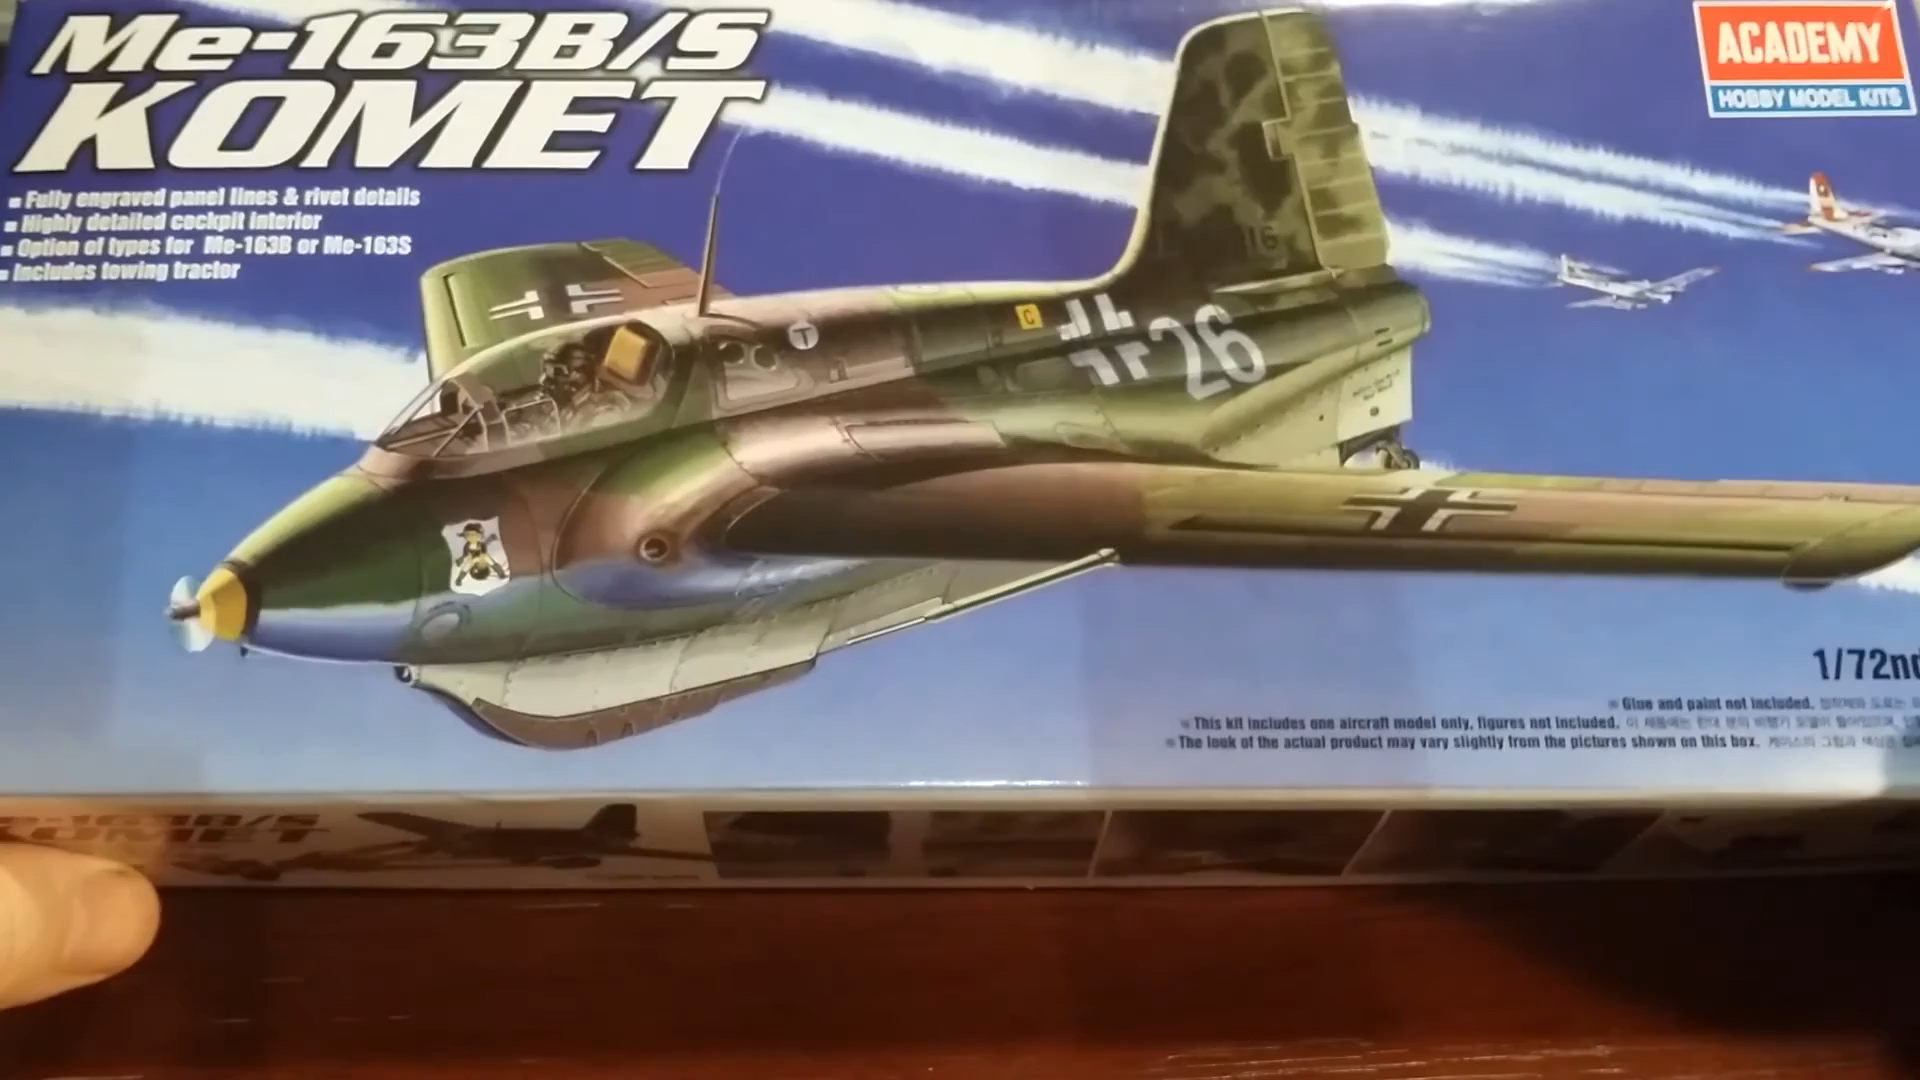 Me-163B/S
KOMET
ACADEMY
HOBBY MODEL KITS
Fully engraved panel lines & rivet details
Highly detailed cockpit interior
Option of types for Me-163B or Me-163S
Includes towing tractor
16
C
T
26
1/72nd
Glue and paint not included.
This kit includes one aircraft model only, figures not included.
The look of the actual product may vary slightly from the pictures shown on this box.
KOMET